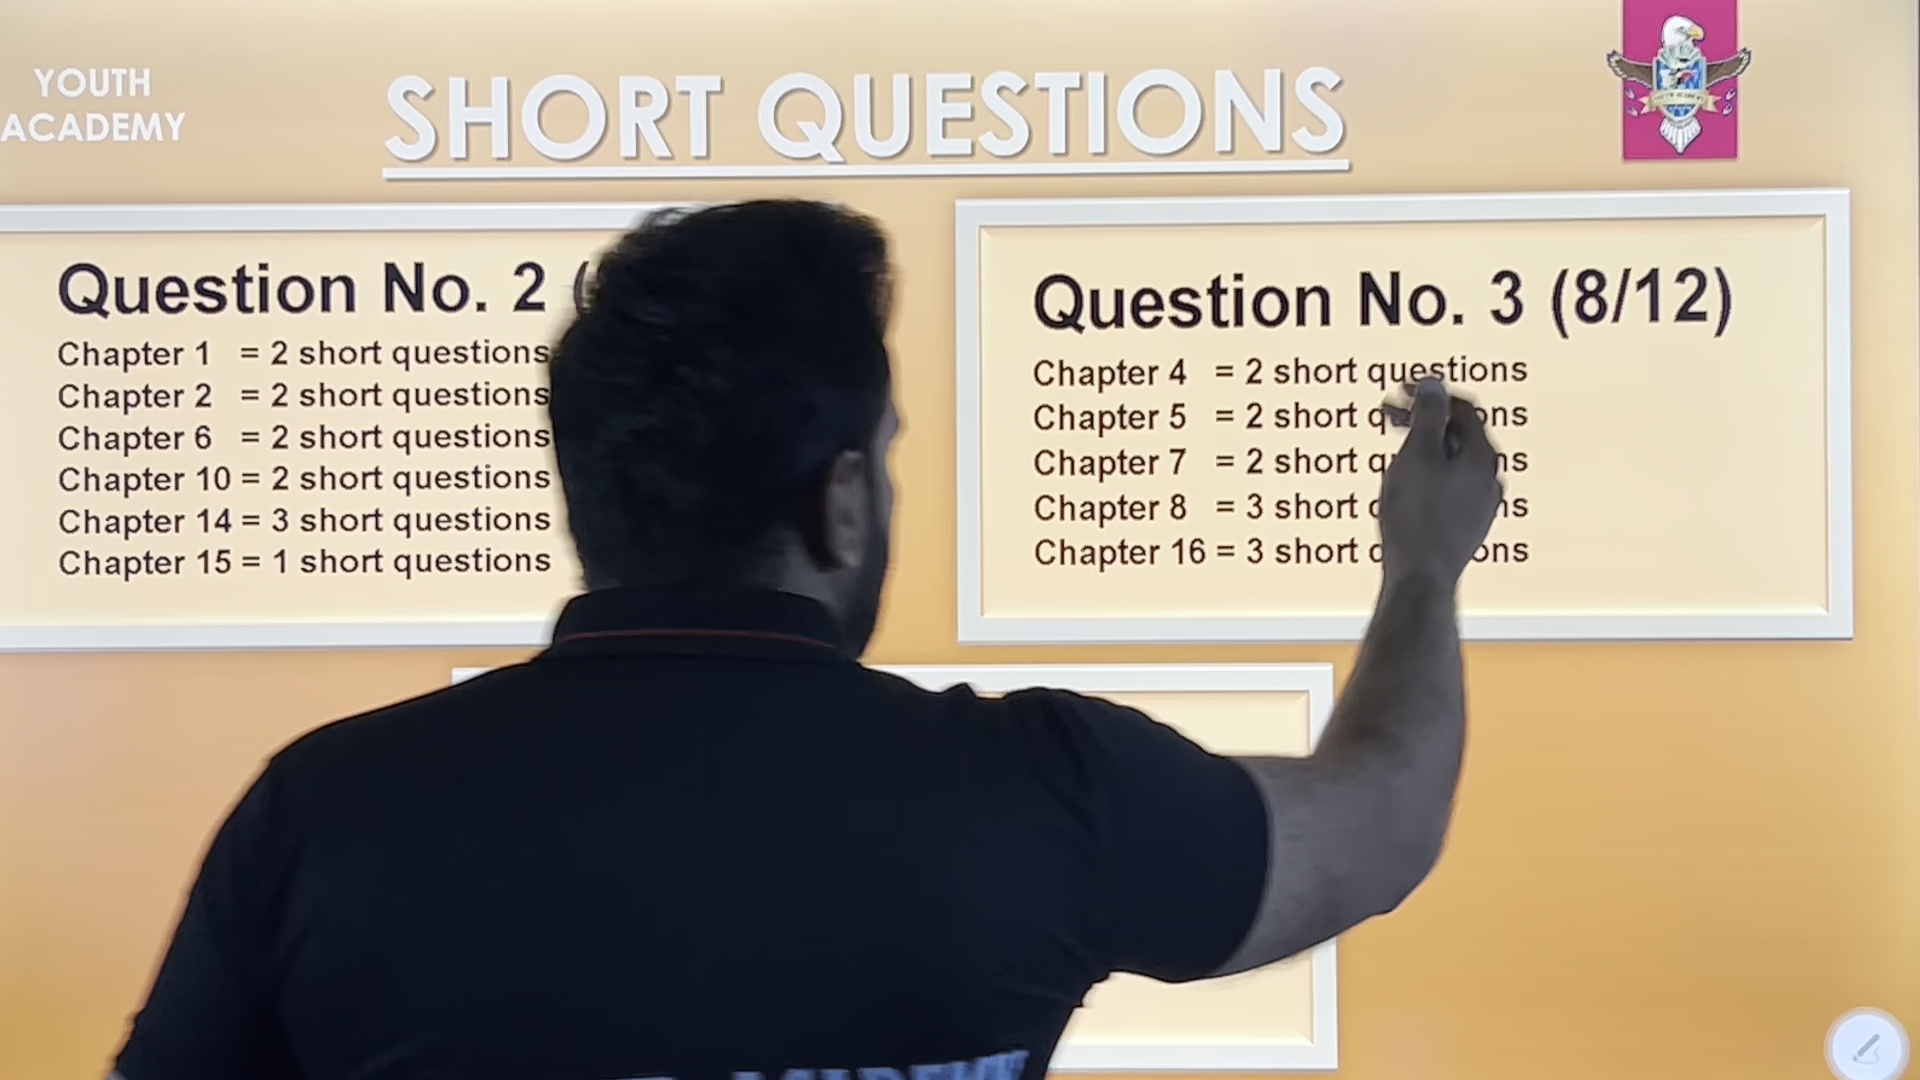 YOUTH
ACADEMY
SHORT QUESTIONS
Question No. 2 (
Chapter 1 = 2 short questions
Chapter 2 = 2 short questions
Chapter 6 = 2 short questions
Chapter 10 = 2 short questions
Chapter 14 = 3 short questions
Chapter 15 = 1 short questions
Question No. 3 (8/12)
Chapter 4 = 2 short questions
Chapter 5 = 2 short
Chapter 7 = 2 short
Chapter 8 = 3 short
Chapter 16 = 3 short